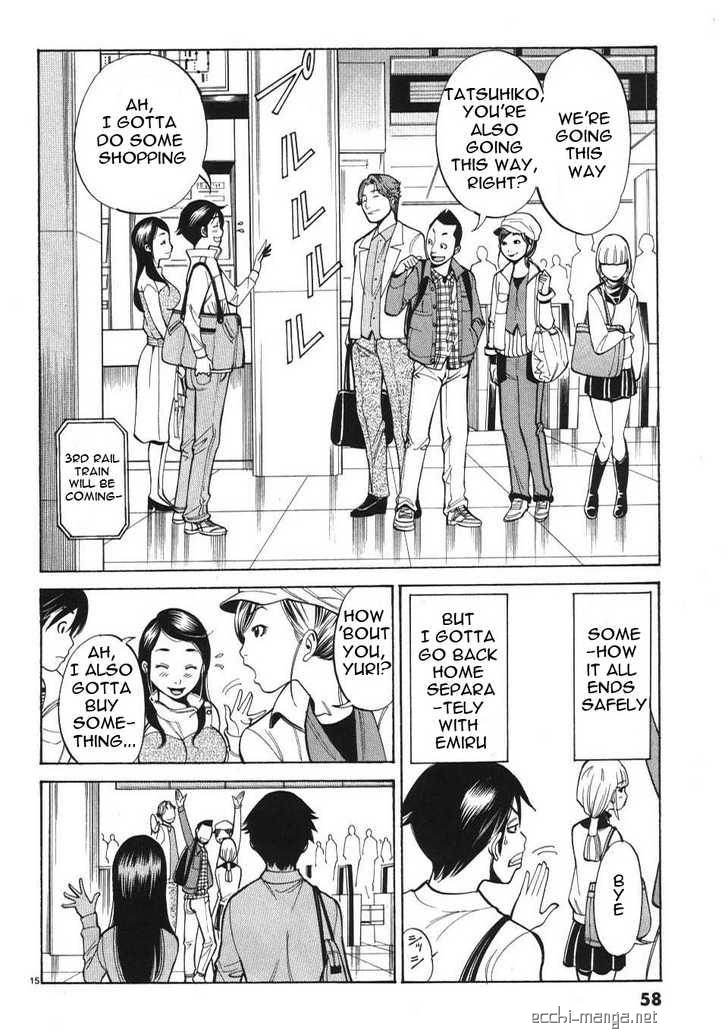 WE'RE
GOING
THIS
WAY
TATSUHIKO,
YOU'RE
ALSO
GOING
THIS WAY,
RIGHT?
AH,
I GOTTA
DO SOME
SHOPPING
ルルルル
3RD RAIL
TRAIN
WILL BE
COMING-
SOME
-HOW
IT ALL
ENDS
SAFELY
BUT
I GOTTA
GO BACK
HOME
SEPARA
-TELY
WITH
EMIRU
BYE
HOW
'BOUT
YOU,
YURI?
AH,
I ALSO
GOTTA
BUY
SOME-
THING...
15
58
ecchi-manga.net